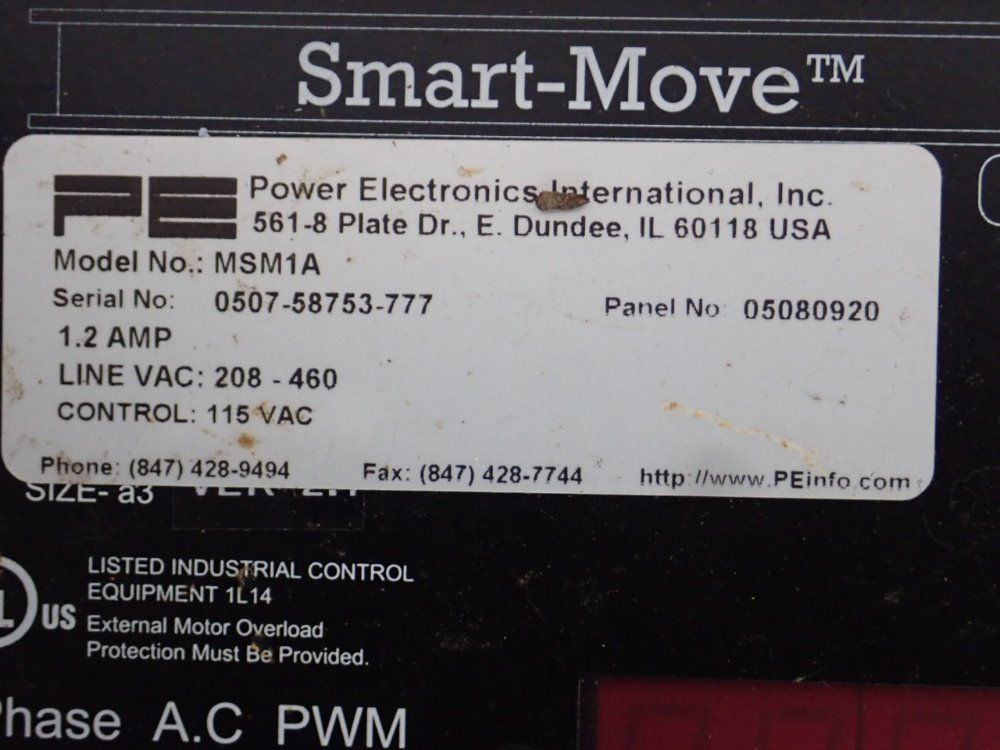 Smart-Move™
PE Power Electronics International, Inc.
561-8 Plate Dr., E. Dundee, IL 60118 USA
Model No.: MSM1A
Serial No: 0507-58753-777 Panel No: 05080920
1.2 AMP
LINE VAC: 208 - 460
CONTROL: 115 VAC
Phone: (847) 428-9494 Fax: (847) 428-7744 http://www.PEinfo.com
SIZE- a3
US
LISTED INDUSTRIAL CONTROL
EQUIPMENT 1L14
External Motor Overload
Protection Must Be Provided.
A.C PWM